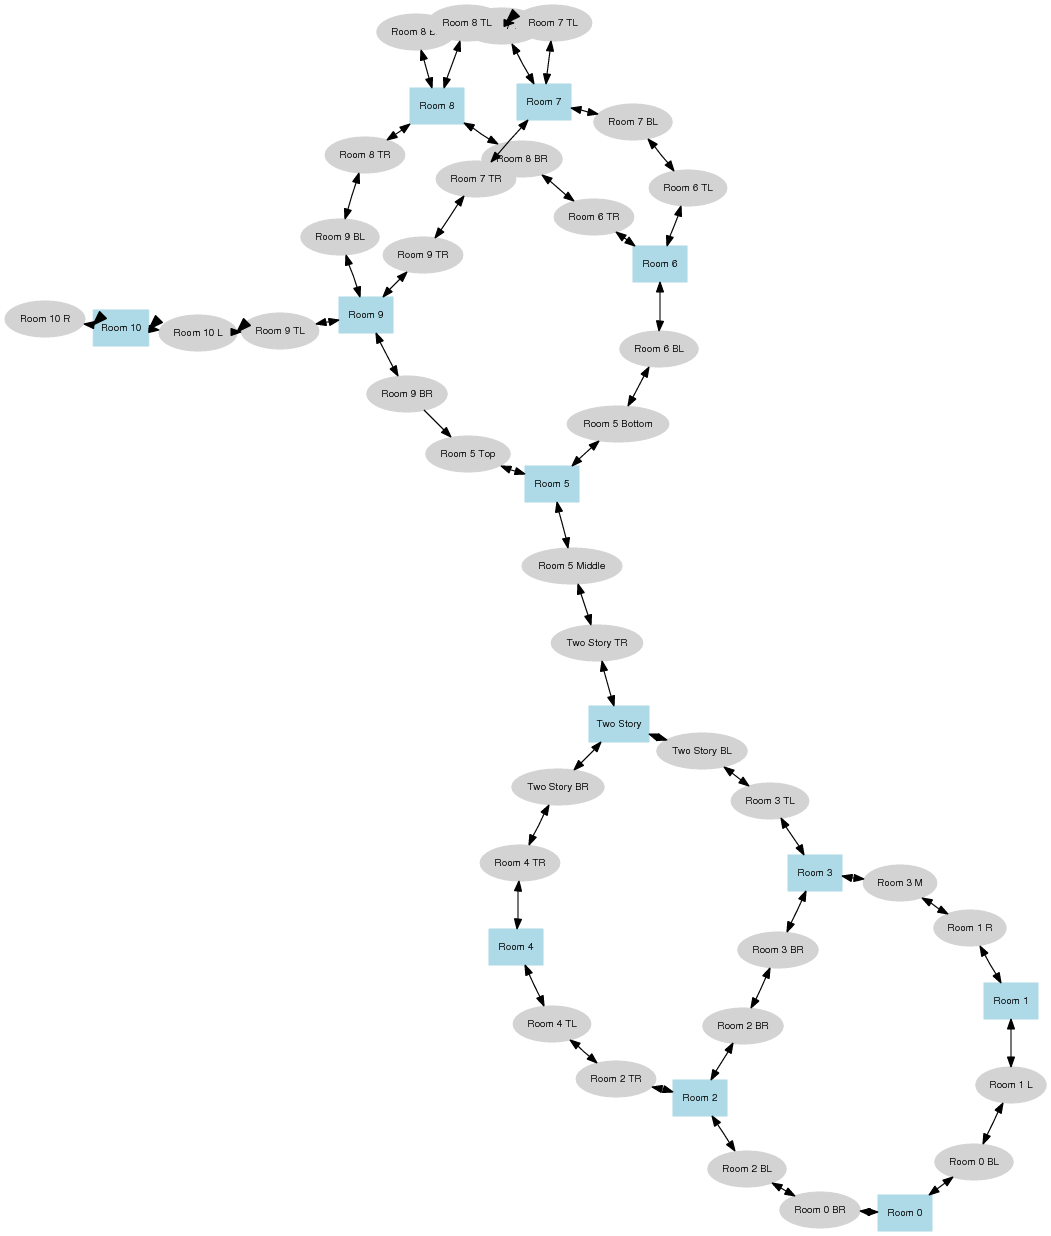 Room 8 TL
Room 7 TL
Room 8
Room 8
Room 7
Room 7 BL
Room 8 TR
Room 8 BR
Room 7 TR
Room 6 TL
Room 6 TR
Room 9 BL
Room 9 TR
Room 6
Room 9
Room 10 R
Room 10
Room 10 L
Room 9 TL
Room 6 BL
Room 9 BR
Room 5 Bottom
Room 5 Top
Room 5
Room 5 Middle
Two Story TR
Two Story
Two Story BL
Two Story BR
Room 3 TL
Room 4 TR
Room 3
Room 3 M
Room 1 R
Room 4
Room 3 BR
Room 1
Room 4 TL
Room 2 BR
Room 2 TR
Room 1 L
Room 2
Room 0 BL
Room 2 BL
Room 0 BR
Room 0